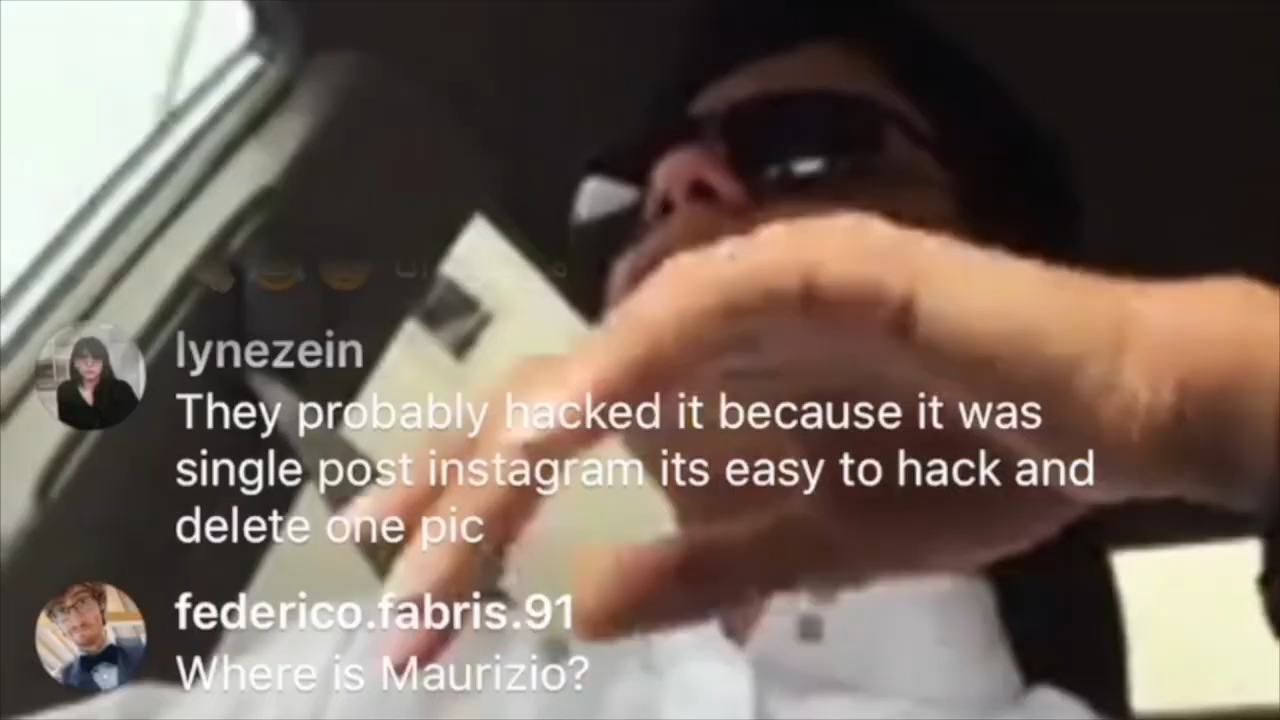 lynezein
They probably hacked it because it was
single post instagram its easy to hack and
delete one pic
federico.fabris.91
Where is Maurizio?